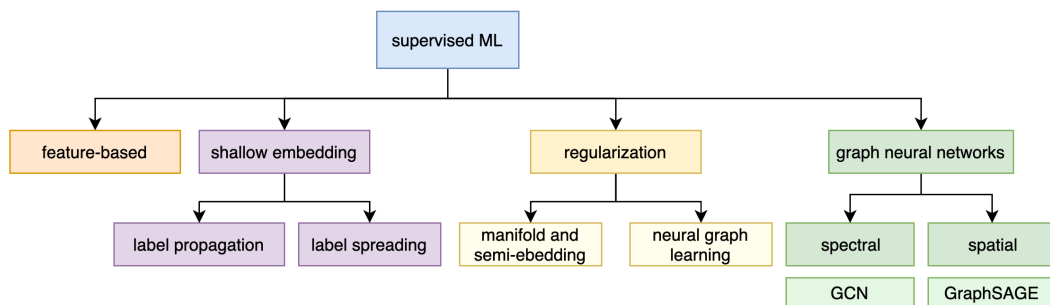 supervised ML
feature-based
shallow embedding
regularization
graph neural networks
label propagation
label spreading
manifold and
semi-ebedding
neural graph
learning
spectral
spatial
GCN
GraphSAGE